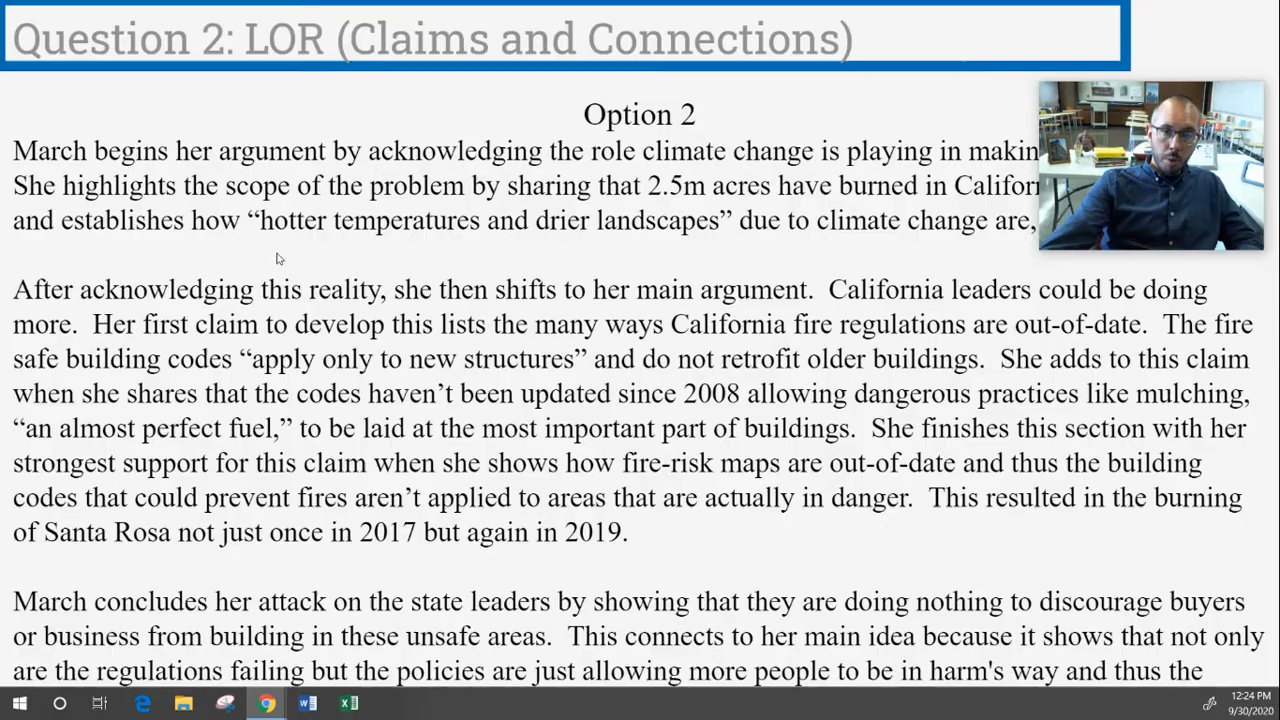 Question 2: LOR (Claims and Connections)
Option 2
March begins her argument by acknowledging the role climate change is playing in makin
She highlights the scope of the problem by sharing that 2.5m acres have burned in Califor
and establishes how “hotter temperatures and drier landscapes” due to climate change are,
After acknowledging this reality, she then shifts to her main argument. California leaders could be doing
more. Her first claim to develop this lists the many ways California fire regulations are out-of-date. The fire
safe building codes “apply only to new structures” and do not retrofit older buildings. She adds to this claim
when she shares that the codes haven’t been updated since 2008 allowing dangerous practices like mulching,
“an almost perfect fuel,” to be laid at the most important part of buildings. She finishes this section with her
strongest support for this claim when she shows how fire-risk maps are out-of-date and thus the building
codes that could prevent fires aren’t applied to areas that are actually in danger. This resulted in the burning
of Santa Rosa not just once in 2017 but again in 2019.
March concludes her attack on the state leaders by showing that they are doing nothing to discourage buyers
or business from building in these unsafe areas. This connects to her main idea because it shows that not only
are the regulations failing but the policies are just allowing more people to be in harm's way and thus the
12:24 PM
9/30/2020